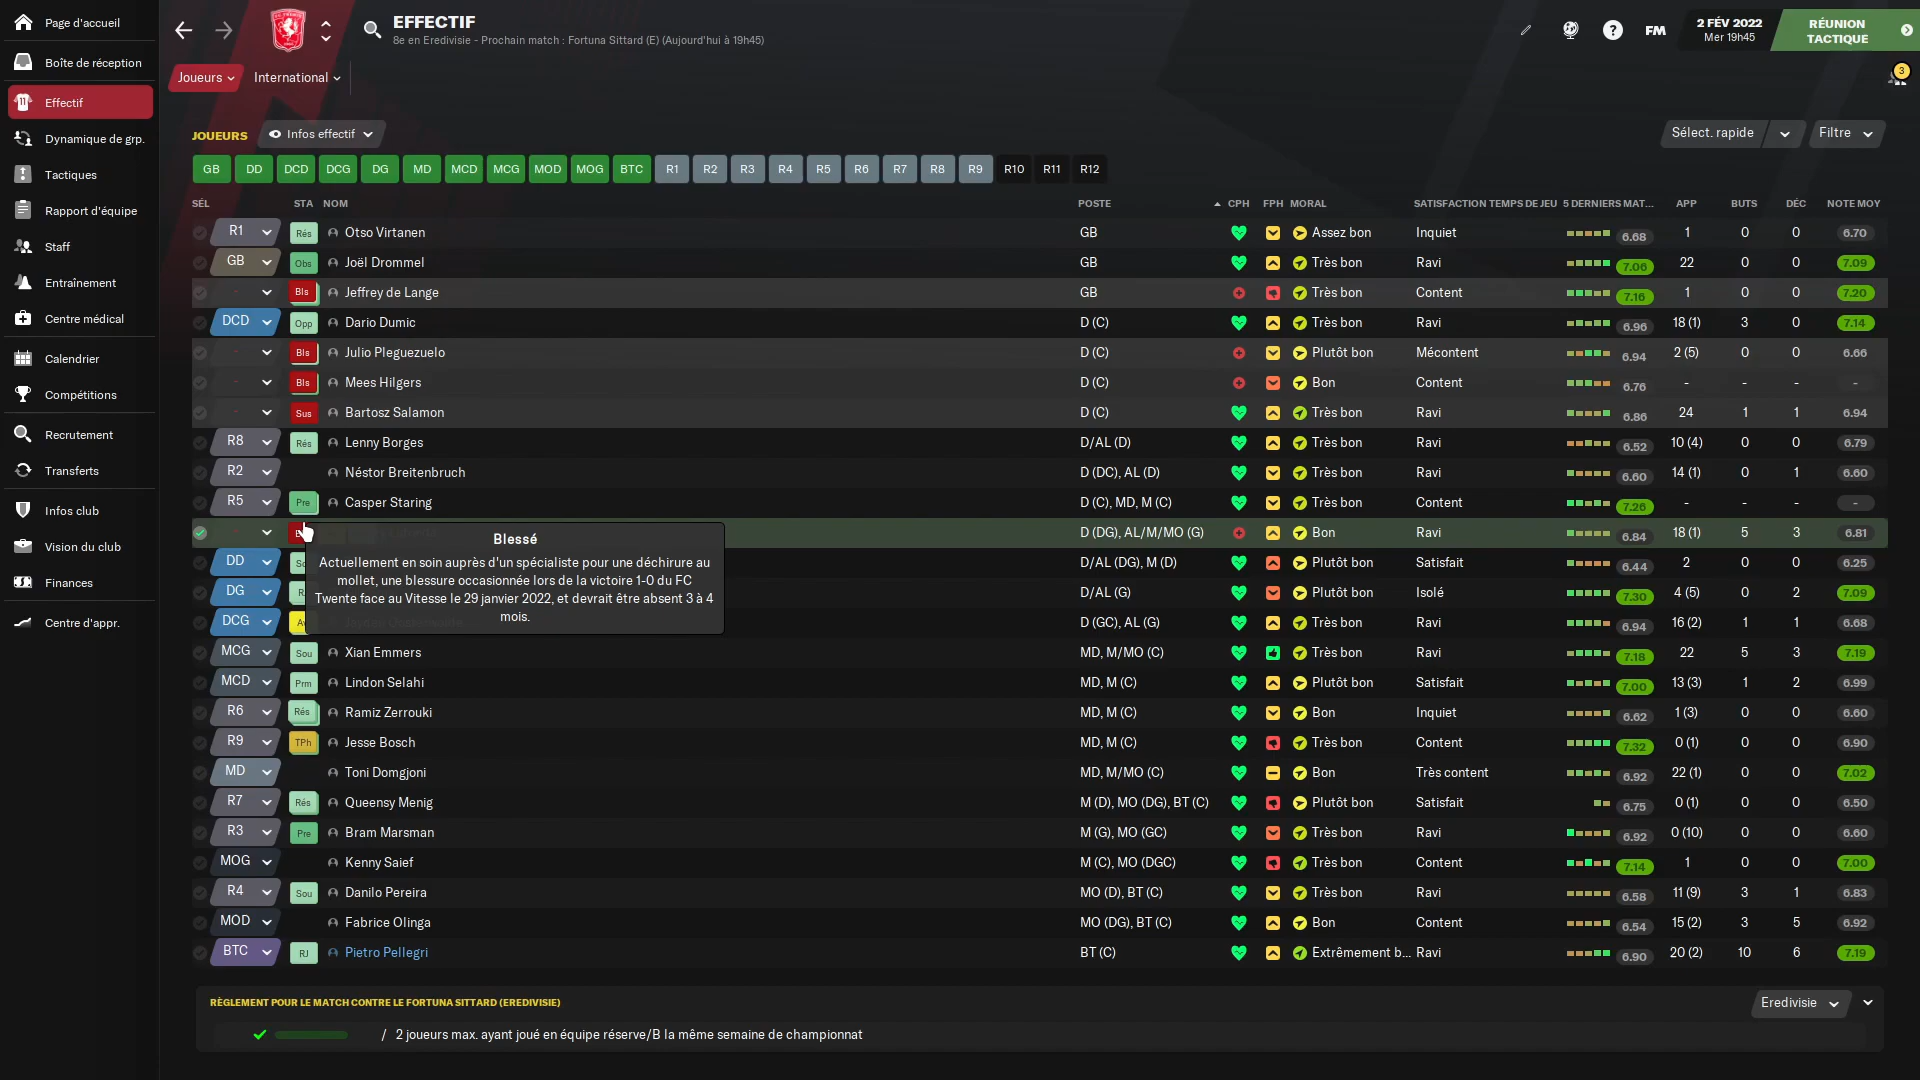 Page d'accueil
Boîte de réception
Effectif
Dynamique de grp.
Tactiques
Rapport d'équipe
Staff
Entraînement
Centre médical
Calendrier
Compétitions
Recrutement
Transferts
Infos club
Vision du club
Finances
Centre d'appr.
EFFECTIF
8e en Eredivisie - Prochain match : Fortuna Sittard (E) (Aujourd'hui à 19h45)
FM
2 FÉV 2022
Mer 19h45
RÉUNION
TACTIQUE
Joueurs International
3
JOUEURS Infos effectif Sélect. rapide Filtre
GB DD DCD DCG DG MD MCD MCG MOD MOG BTC R1 R2 R3 R4 R5 R6 R7 R8 R9 R10 R11 R12
SÉL STA NOM POSTE CPH FPH MORAL SATISFACTION TEMPS DE JEU 5 DERNIERS MAT... APP BUTS DÉC NOTE MOY
R1 Rés Otso Virtanen GB Assez bon Inquiet 6.68 1 0 0 6.70
GB Obs Joël Drommel GB Très bon Ravi 7.06 22 0 0 7.09
- Bls Jeffrey de Lange GB Très bon Content 7.16 1 0 0 7.20
DCD Opp Dario Dumic D (C) Très bon Ravi 6.96 18 (1) 3 0 7.14
- Bls Julio Pleguezuelo D (C) Plutôt bon Mécontent 6.94 2 (5) 0 0 6.66
- Bls Mees Hilgers D (C) Bon Content 6.76 - - - -
- Sus Bartosz Salamon D (C) Très bon Ravi 6.86 24 1 1 6.94
R8 Rés Lenny Borges D/AL (D) Très bon Ravi 6.52 10 (4) 0 0 6.79
R2 Néstor Breitenbruch D (DC), AL (D) Très bon Ravi 6.60 14 (1) 0 1 6.60
R5 Pre Casper Staring D (C), MD, M (C) Très bon Content 7.26 - - - -
D (DG), AL/M/MO (G) Bon Ravi 6.84 18 (1) 5 3 6.81
Blessé
Actuellement en soin auprès d'un spécialiste pour une déchirure au
mollet, une blessure occasionnée lors de la victoire 1-0 du FC
Twente face au Vitesse le 29 janvier 2022, et devrait être absent 3 à 4
mois.
DD D/AL (DG), M (D) Plutôt bon Satisfait 6.44 2 0 0 6.25
DG D/AL (G) Plutôt bon Isolé 7.30 4 (5) 0 2 7.09
DCG D (GC), AL (G) Très bon Ravi 6.94 16 (2) 1 1 6.68
MCG Sou Xian Emmers MD, M/MO (C) Très bon Ravi 7.18 22 5 3 7.19
MCD Prm Lindon Selahi MD, M (C) Plutôt bon Satisfait 7.00 13 (3) 1 2 6.99
R6 Rés Ramiz Zerrouki MD, M (C) Bon Inquiet 6.62 1 (3) 0 0 6.60
R9 TPh Jesse Bosch MD, M (C) Très bon Content 7.32 0 (1) 0 0 6.90
MD Toni Domgjoni MD, M/MO (C) Bon Très content 6.92 22 (1) 0 0 7.02
R7 Rés Queensy Menig M (D), MO (DG), BT (C) Plutôt bon Satisfait 6.75 0 (1) 0 0 6.50
R3 Pre Bram Marsman M (G), MO (GC) Très bon Ravi 6.92 0 (10) 0 0 6.60
MOG Kenny Saief M (C), MO (DGC) Très bon Content 7.14 1 0 0 7.00
R4 Sou Danilo Pereira MO (D), BT (C) Très bon Ravi 6.58 11 (9) 3 1 6.83
MOD Fabrice Olinga MO (DG), BT (C) Bon Content 6.54 15 (2) 3 5 6.92
BTC RJ Pietro Pellegri BT (C) Extrêmement b... Ravi 6.90 20 (2) 10 6 7.19
RÈGLEMENT POUR LE MATCH CONTRE LE FORTUNA SITTARD (EREDIVISIE) Eredivisie
/ 2 joueurs max. ayant joué en équipe réserve/B la même semaine de championnat